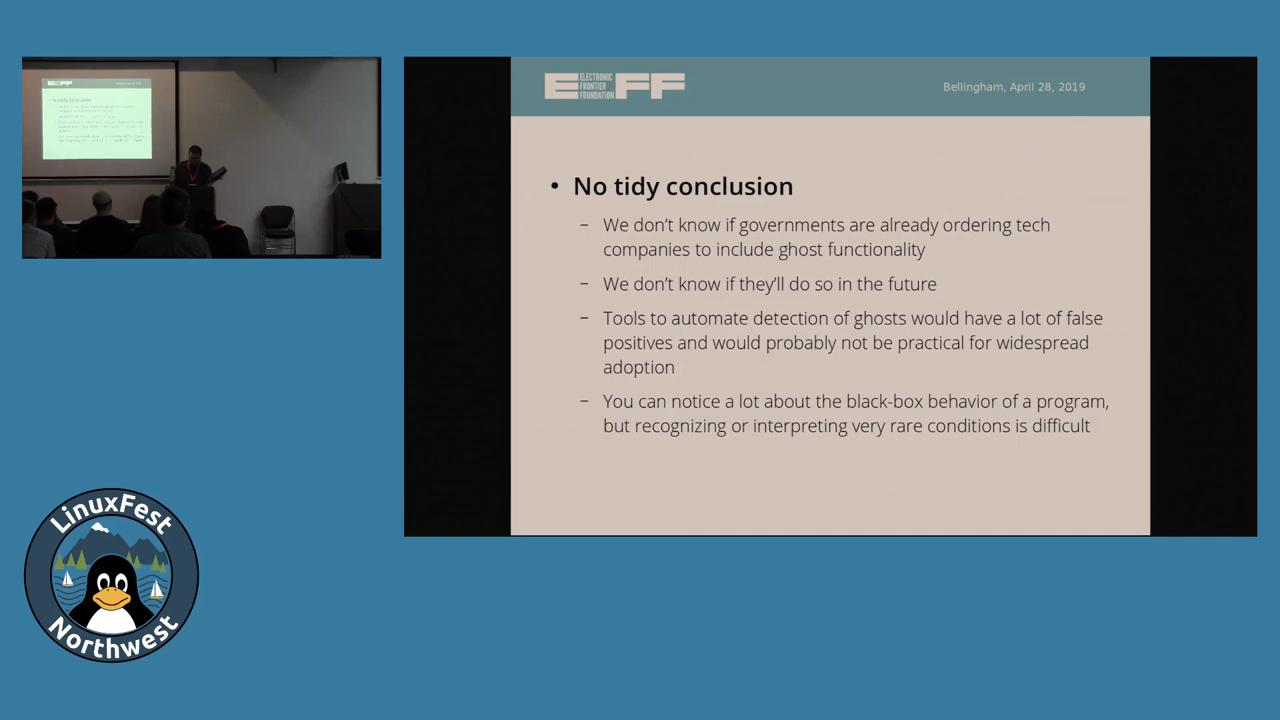 EFF
ELECTRONIC
FRONTIER
FOUNDATION
Bellingham, April 28, 2019
• No tidy conclusion
– We don’t know if governments are already ordering tech
companies to include ghost functionality
– We don’t know if they’ll do so in the future
– Tools to automate detection of ghosts would have a lot of false
positives and would probably not be practical for widespread
adoption
– You can notice a lot about the black-box behavior of a program,
but recognizing or interpreting very rare conditions is difficult
LinuxFest
Northwest